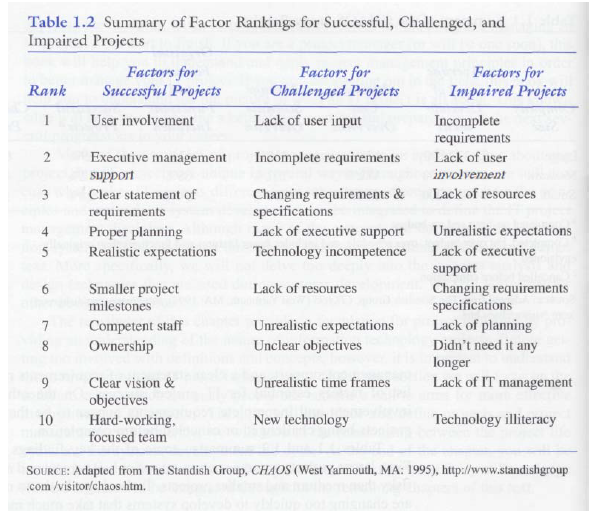 Table 1.2 Summary of Factor Rankings for Successful, Challenged, and
Impaired Projects
Factors for Factors for Factors for
Rank Successful Projects Challenged Projects Impaired Projects
1 User involvement Lack of user input Incomplete
requirements
2 Executive management Incomplete requirements Lack of user
support involvement
3 Clear statement of Changing requirements & Lack of resources
requirements specifications
4 Proper planning Lack of executive support Unrealistic expectations
5 Realistic expectations Technology incompetence Lack of executive
support
6 Smaller project Lack of resources Changing requirements
milestones specifications
7 Competent staff Unrealistic expectations Lack of planning
8 Ownership Unclear objectives Didn't need it any
longer
9 Clear vision & Unrealistic time frames Lack of IT management
objectives
10 Hard-working, New technology Technology illiteracy
focused team
SOURCE: Adapted from The Standish Group, CHAOS (West Yarmouth, MA: 1995), http://www.standishgroup
.com/visitor/chaos.htm.